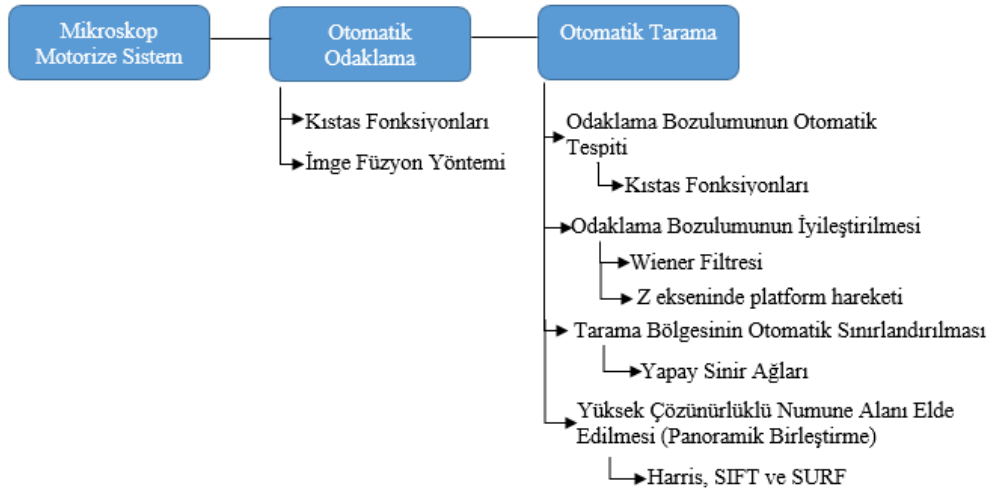 Mikroskop
Motorize Sistem
Otomatik
Odaklama
Otomatik Tarama
Kıstas Fonksiyonları
İmge Füzyon Yöntemi
Odaklama Bozulumunun Otomatik
Tespiti
Kıstas Fonksiyonları
Odaklama Bozulumunun İyileştirilmesi
Wiener Filtresi
Z ekseninde platform hareketi
Tarama Bölgesinin Otomatik Sınırlandırılması
Yapay Sinir Ağları
Yüksek Çözünürlüklü Numune Alanı Elde
Edilmesi (Panoramik Birleştirme)
Harris, SIFT ve SURF